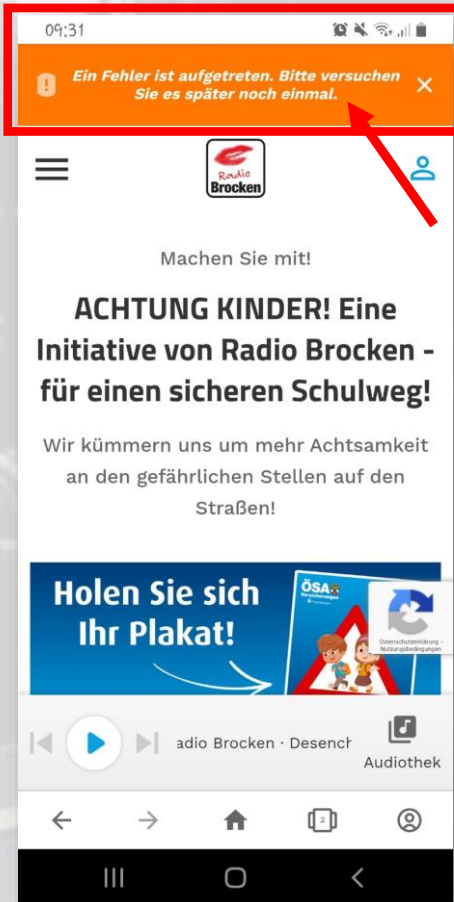 09:31
Ein Fehler ist aufgetreten. Bitte versuchen
Sie es später noch einmal.
Radio
Brocken
Machen Sie mit!
ACHTUNG KINDER! Eine
Initiative von Radio Brocken -
für einen sicheren Schulweg!
Wir kümmern uns um mehr Achtsamkeit
an den gefährlichen Stellen auf den
Straßen!
Holen Sie sich
Ihr Plakat!
ÖSA
Versicherungen
Datenschutzerklärung -
Nutzungsbedingungen
adio Brocken · Desench
Audiothek
2